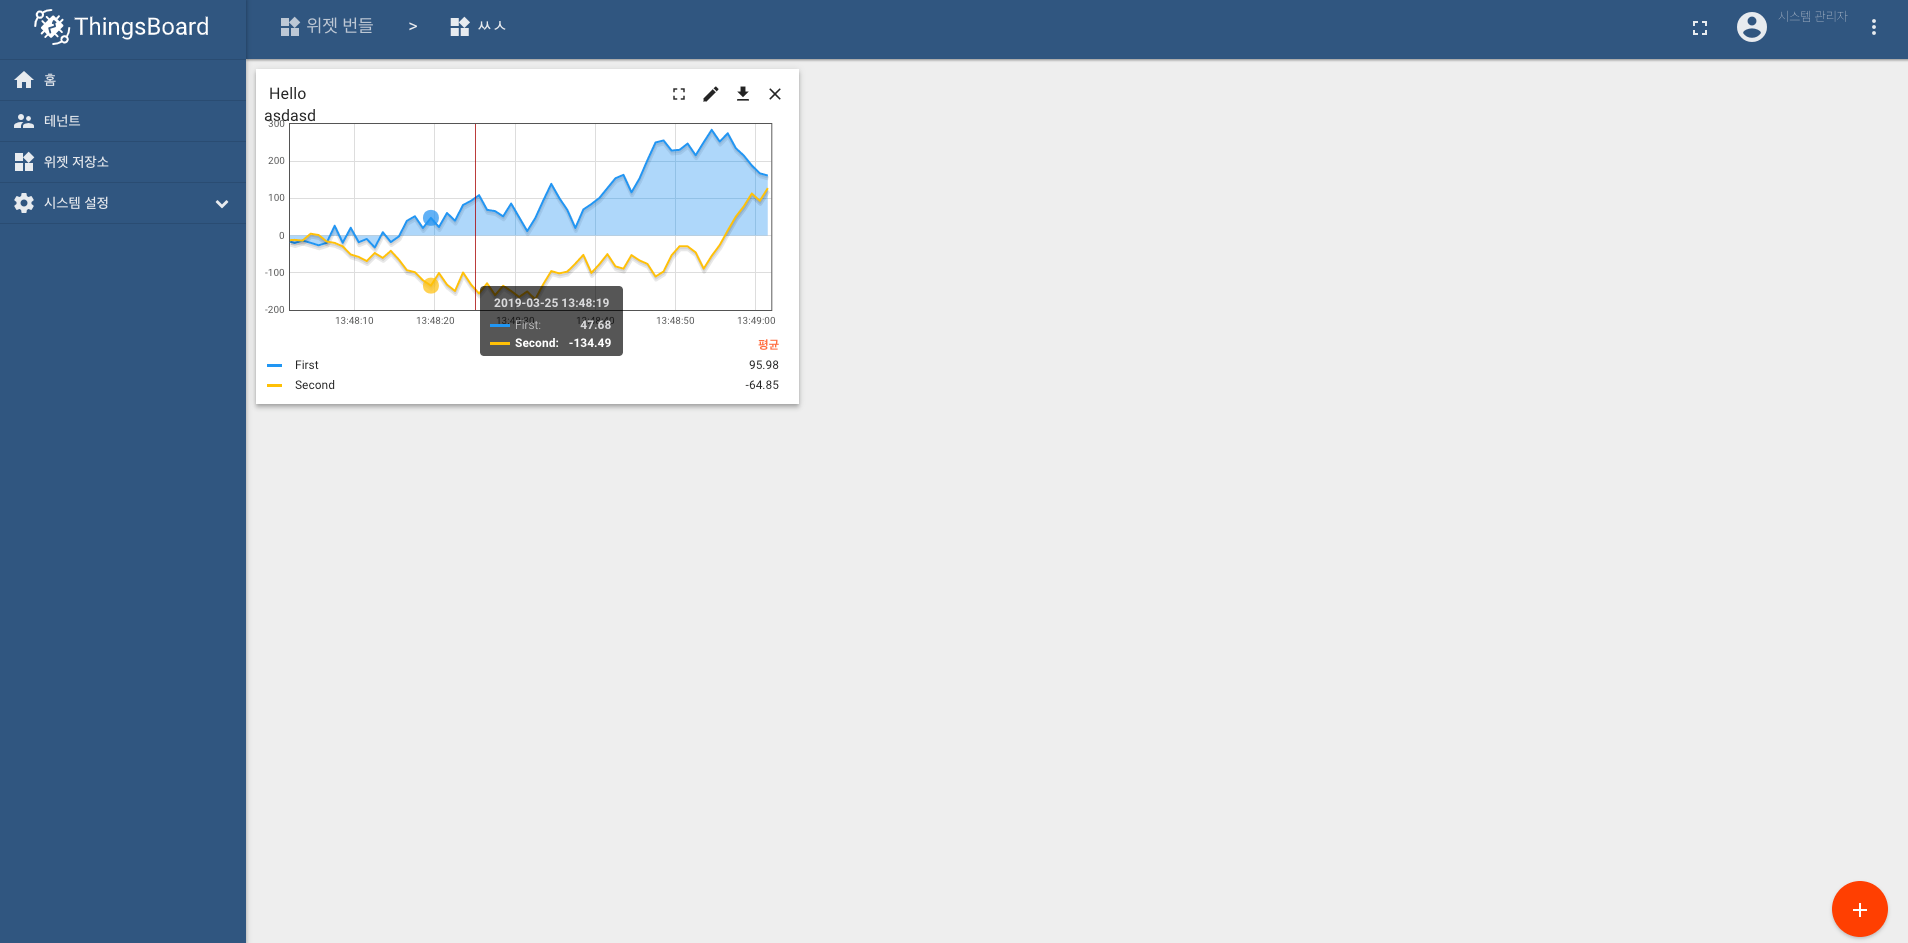 ThingsBoard
위젯 번들 > ㅆㅅ
시스템 관리자
홈
테넌트
위젯 저장소
시스템 설정
Hello
asdasd
300
200
100
0
-100
-200
13:48:10 13:48:20 13:48:30 13:48:40 13:48:50 13:49:00
2019-03-25 13:48:19
First: 47.68
Second: -134.49
평균
First 95.98
Second -64.85